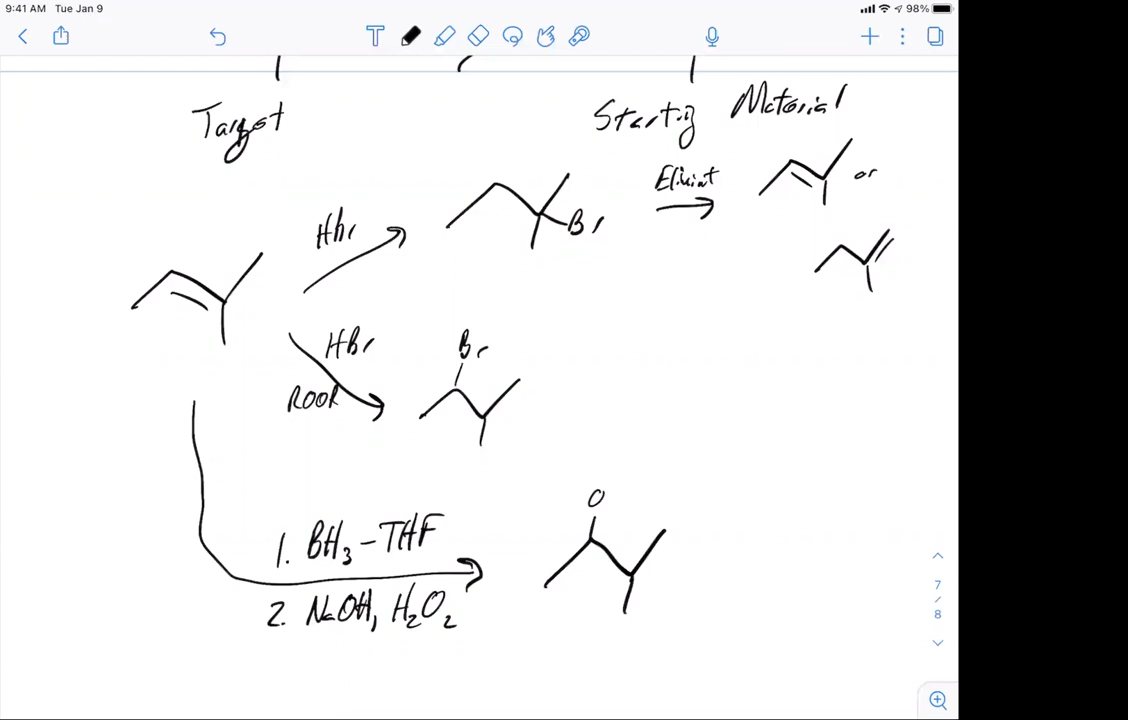 9:41 AM Tue Jan 9
98%
T
Target
Starting Material
Hbr
Br
Eliminat
or
HBr
ROOR
Br
1. BH3-THF
2. NaOH, H2O2
O
7
/
8